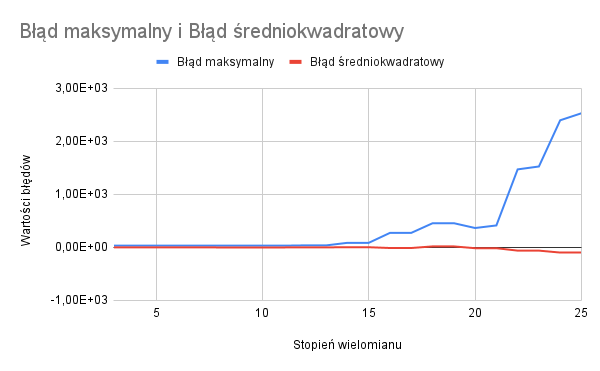 Błąd maksymalny i Błąd średniokwadratowy
Błąd maksymalny Błąd średniokwadratowy
3,00E+03
2,00E+03
1,00E+03
0,00E+00
-1,00E+03
Wartości błędów
5 10 15 20 25
Stopień wielomianu